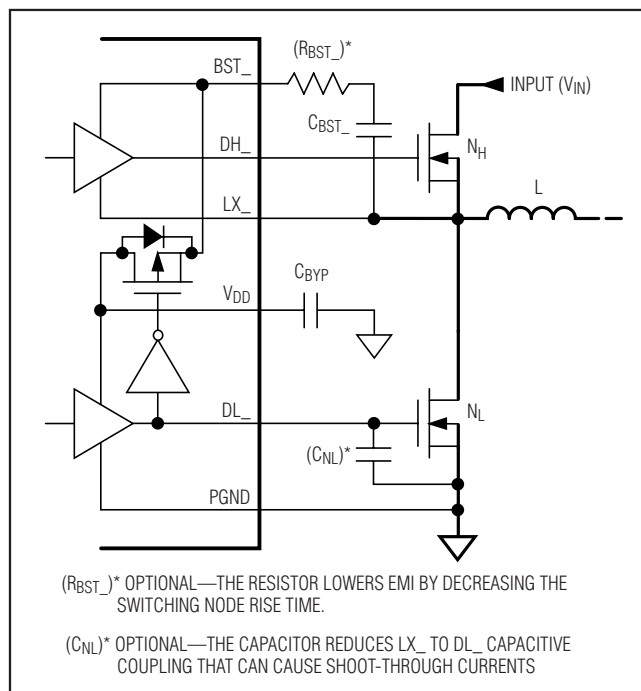 (RBST_)*
BST_
INPUT (VIN)
CBST_
DH_
NH
L
LX_
CBYP
VDD
DL_
NL
(CNL)*
PGND
(RBST_)* OPTIONAL—THE RESISTOR LOWERS EMI BY DECREASING THE
SWITCHING NODE RISE TIME.
(CNL)* OPTIONAL—THE CAPACITOR REDUCES LX_ TO DL_ CAPACITIVE
COUPLING THAT CAN CAUSE SHOOT-THROUGH CURRENTS